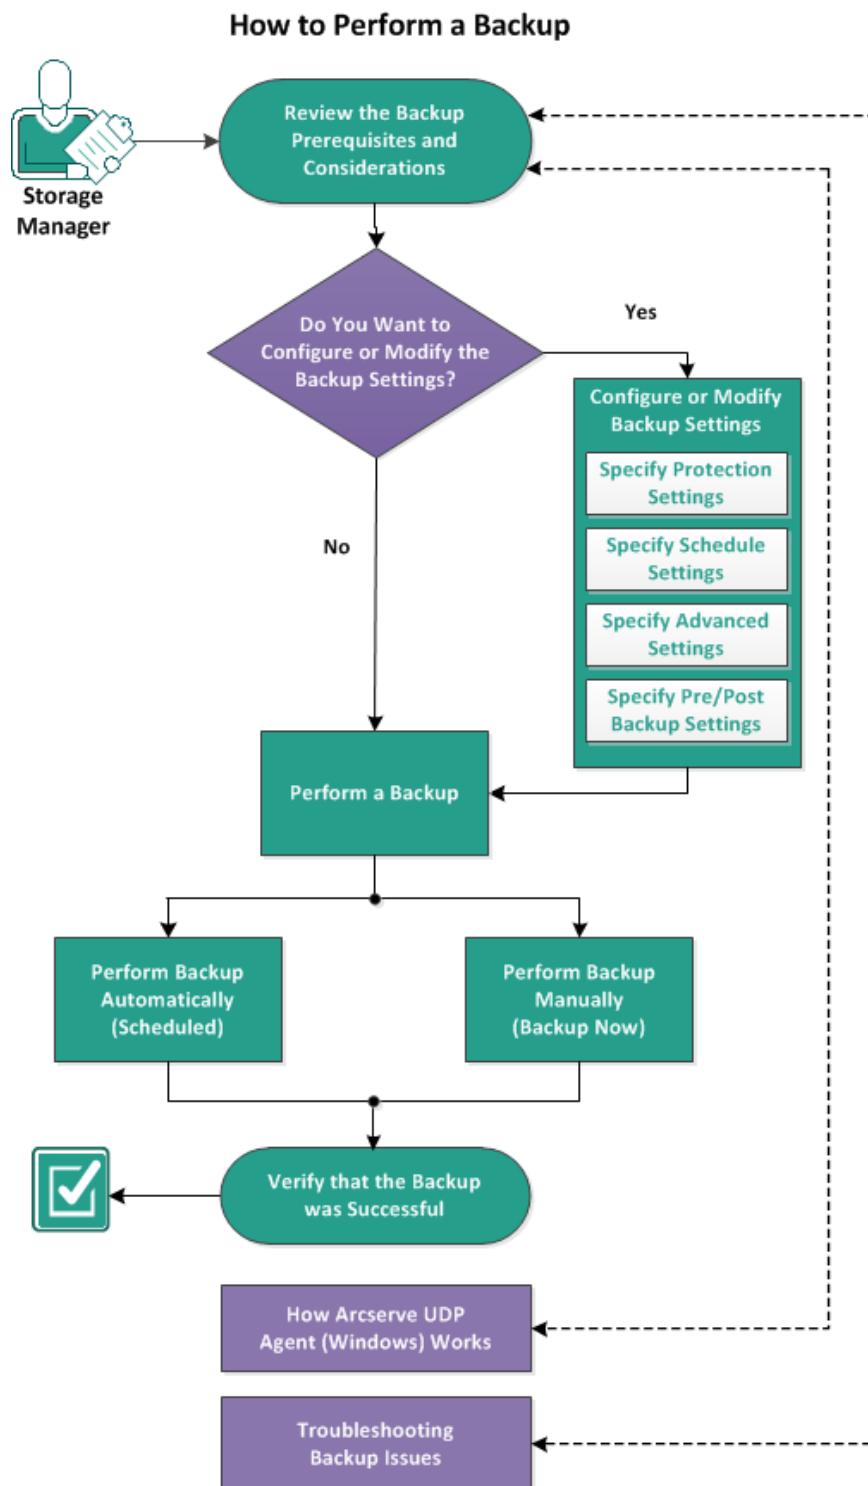 How to Perform a Backup
Review the Backup
Prerequisites and
Considerations
Storage
Manager
Do You Want to
Configure or Modify the
Backup Settings?
Yes
Configure or Modify
Backup Settings
Specify Protection
Settings
Specify Schedule
Settings
Specify Advanced
Settings
Specify Pre/Post
Backup Settings
No
Perform a Backup
Perform Backup
Automatically
(Scheduled)
Perform Backup
Manually
(Backup Now)
Verify that the Backup
was Successful
How Arcserve UDP
Agent (Windows) Works
Troubleshooting
Backup Issues